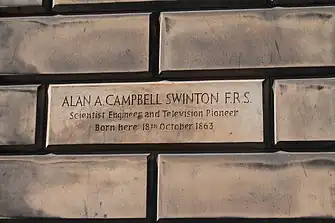 ALAN A. CAMPBELL SWINTON F.R.S.
Scientist Engineer and Television Pioneer
Born here 18th October 1863